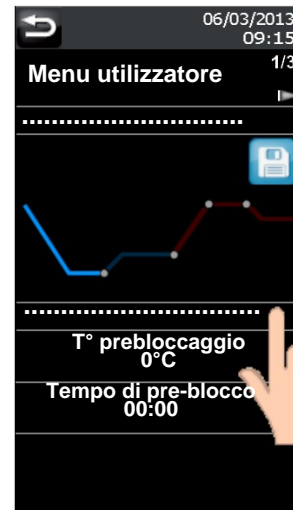 06/03/2013
09:15
Menu utilizzatore
1/3
..............................
................................
T° prebloccaggio
0°C
Tempo di pre-blocco
00:00